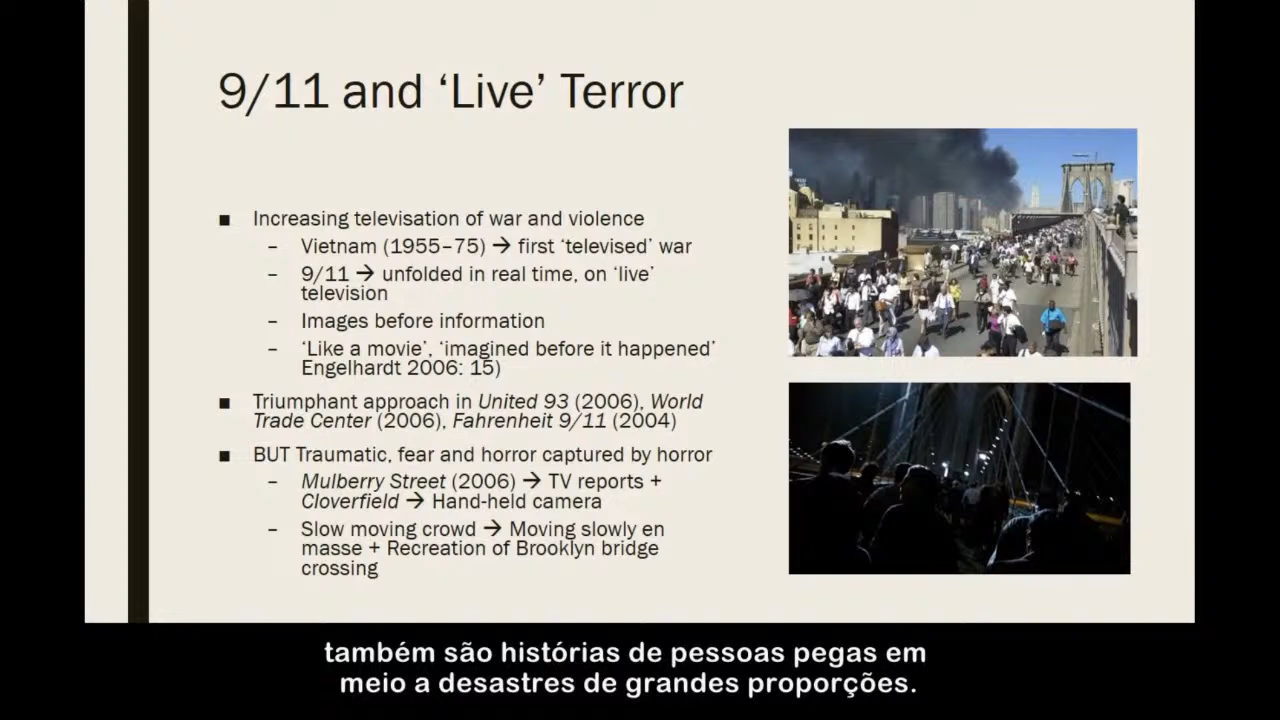 9/11 and ‘Live’ Terror
■ Increasing televisation of war and violence
– Vietnam (1955–75) → first ‘televised’ war
– 9/11 → unfolded in real time, on ‘live’
television
– Images before information
– ‘Like a movie’, ‘imagined before it happened’
Engelhardt 2006: 15)
■ Triumphant approach in United 93 (2006), World
Trade Center (2006), Fahrenheit 9/11 (2004)
■ BUT Traumatic, fear and horror captured by horror
– Mulberry Street (2006) → TV reports +
Cloverfield → Hand-held camera
– Slow moving crowd → Moving slowly en
masse + Recreation of Brooklyn bridge
crossing
também são histórias de pessoas pegas em
meio a desastres de grandes proporções.